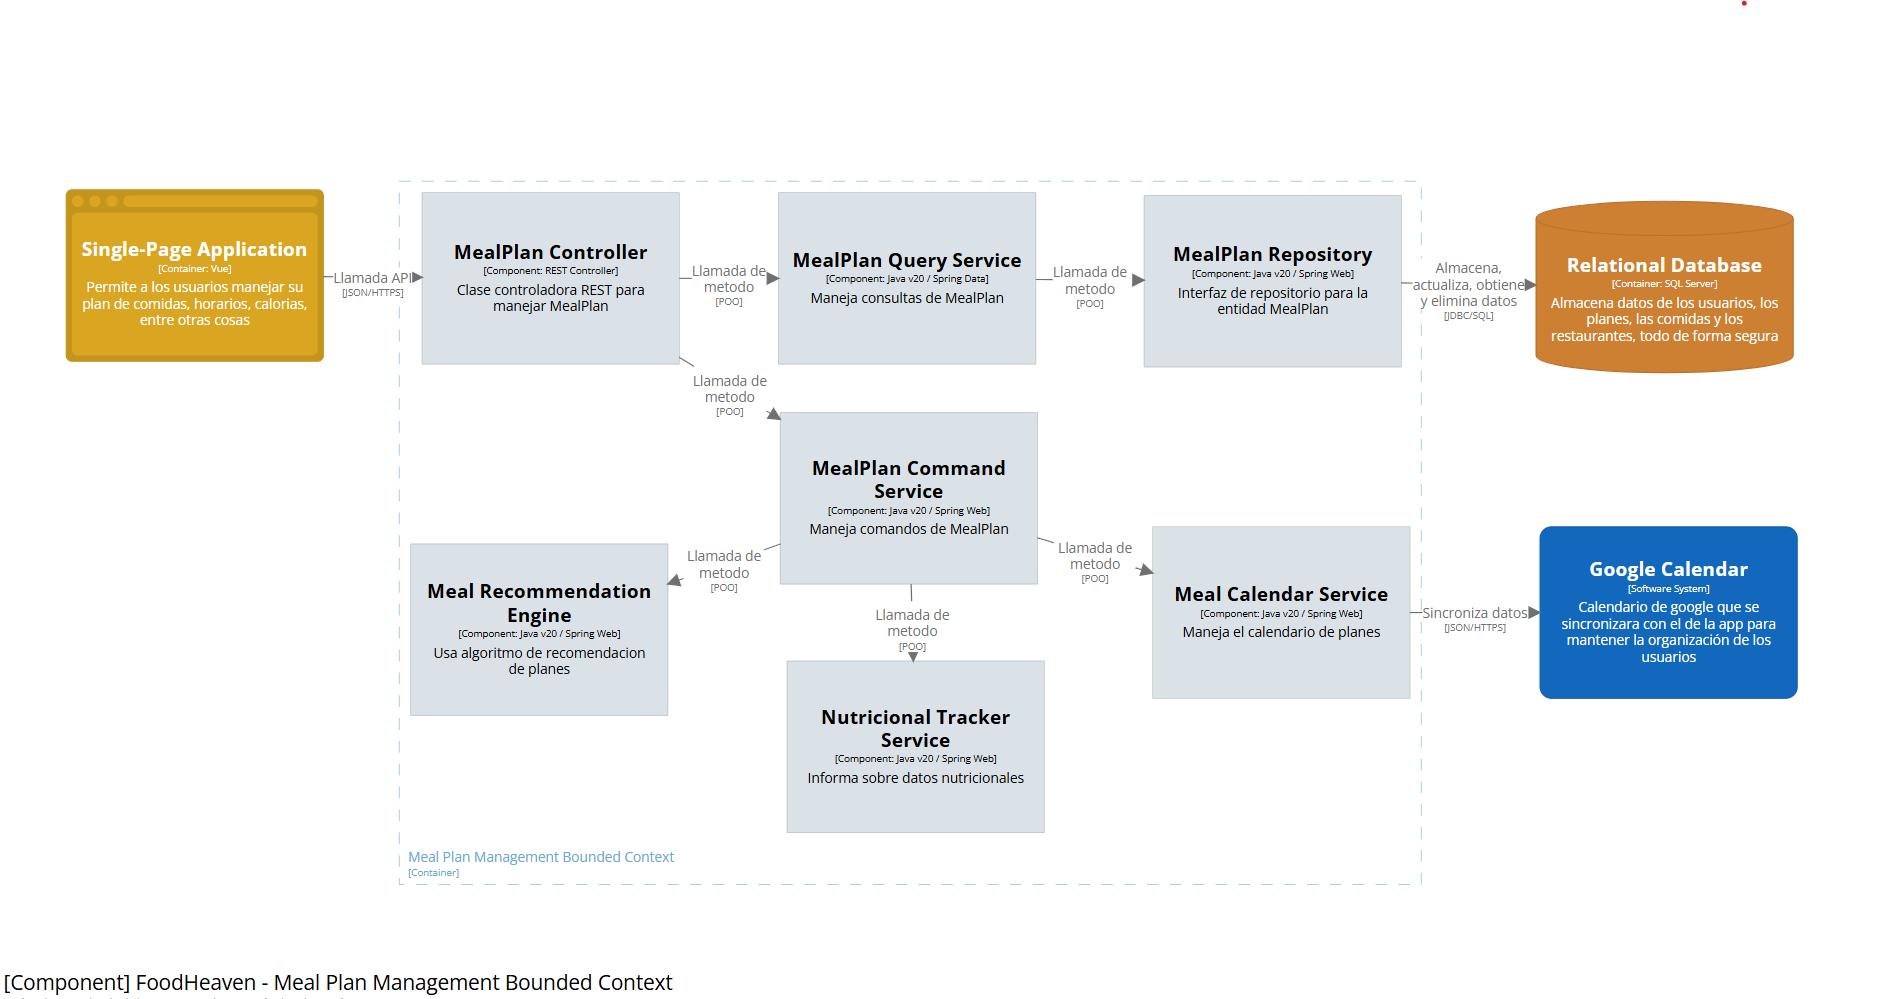 Single-Page Application
[Container: Vue]
Permite a los usuarios manejar su
plan de comidas, horarios, calorias,
entre otras cosas
Llamada API
[JSON/HTTPS]
MealPlan Controller
[Component: REST Controller]
Clase controladora REST para
manejar MealPlan
Llamada de
metodo
[POO]
MealPlan Query Service
[Component: Java v20 / Spring Data]
Maneja consultas de MealPlan
Llamada de
metodo
[POO]
MealPlan Repository
[Component: Java v20 / Spring Web]
Interfaz de repositorio para la
entidad MealPlan
Almacena,
actualiza, obtiene
y elimina datos
[JDBC/SQL]
Relational Database
[Container: SQL Server]
Almacena datos de los usuarios, los
planes, las comidas y los
restaurantes, todo de forma segura
Llamada de
metodo
[POO]
MealPlan Command
Service
[Component: Java v20 / Spring Web]
Maneja comandos de MealPlan
Llamada de
metodo
[POO]
Meal Recommendation
Engine
[Component: Java v20 / Spring Web]
Usa algoritmo de recomendacion
de planes
Llamada de
metodo
[POO]
Nutricional Tracker
Service
[Component: Java v20 / Spring Web]
Informa sobre datos nutricionales
Llamada de
metodo
[POO]
Meal Calendar Service
[Component: Java v20 / Spring Web]
Maneja el calendario de planes
Sincroniza datos
[JSON/HTTPS]
Google Calendar
[Software System]
Calendario de google que se
sincronizara con el de la app para
mantener la organización de los
usuarios
Meal Plan Management Bounded Context
[Container]
[Component] FoodHeaven - Meal Plan Management Bounded Context